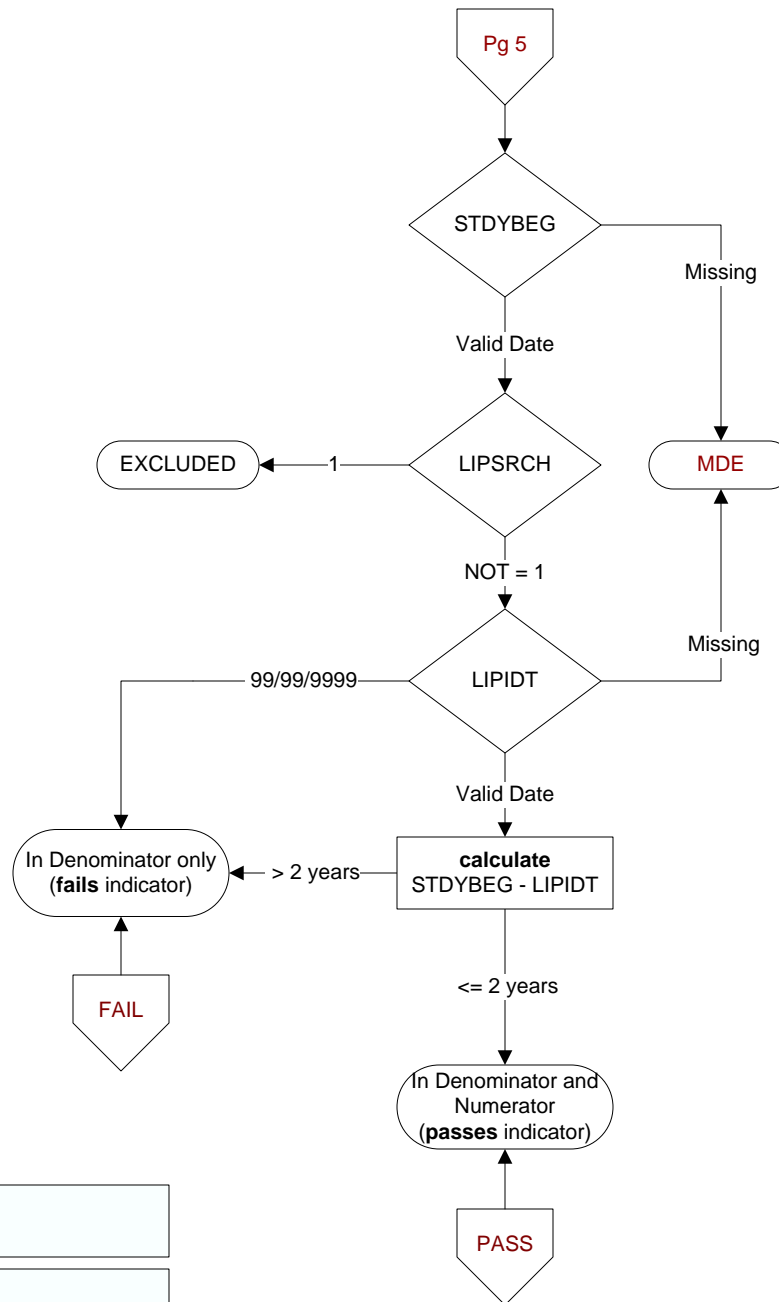 Pg 5
STDYBEG
Missing
Valid Date
EXCLUDED
1
LIPSRCH
MDE
NOT = 1
Missing
99/99/9999
LIPIDT
Valid Date
In Denominator only
(fails indicator)
> 2 years
calculate
STDYBEG - LIPIDT
<= 2 years
FAIL
In Denominator and
Numerator
(passes indicator)
PASS